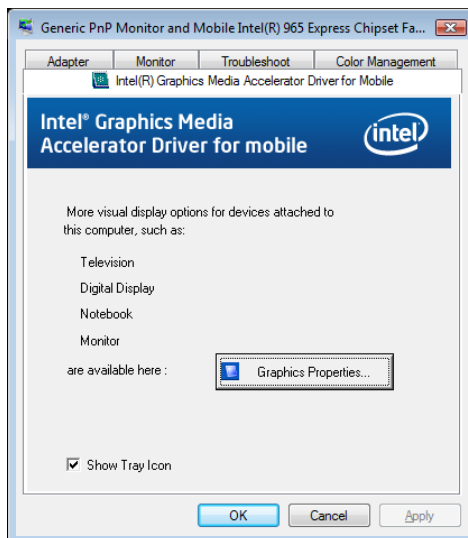 Generic PnP Monitor and Mobile Intel(R) 965 Express Chipset Fa...
Adapter Monitor Troubleshoot Color Management
Intel(R) Graphics Media Accelerator Driver for Mobile
Intel® Graphics Media
Accelerator Driver for mobile
intel
More visual display options for devices attached to
this computer, such as:
Television
Digital Display
Notebook
Monitor
are available here :
Graphics Properties...
Show Tray Icon
OK Cancel Apply